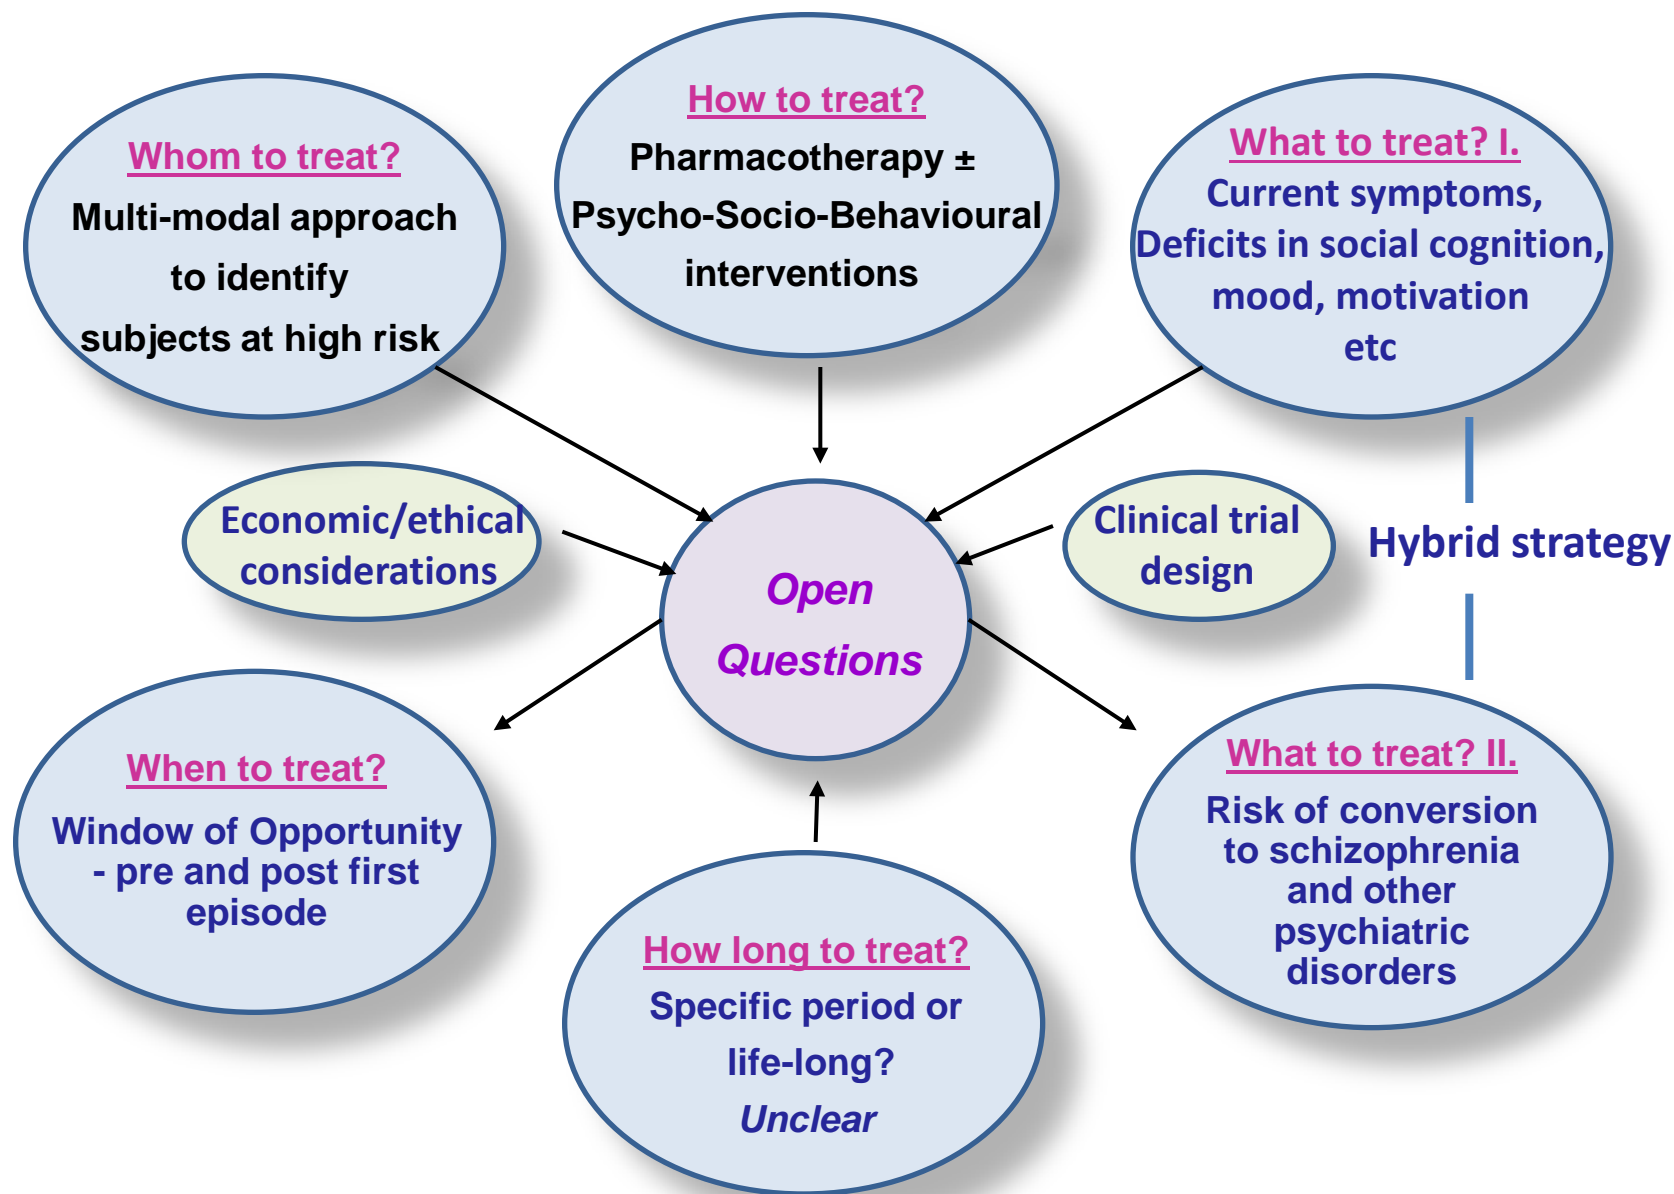 How to treat?
Pharmacotherapy ±
Psycho-Socio-Behavioural
interventions
Whom to treat?
Multi-modal approach
to identify
subjects at high risk
What to treat? I.
Current symptoms,
Deficits in social cognition,
mood, motivation
etc
Economic/ethical
considerations
Clinical trial
design
Hybrid strategy
Open
Questions
When to treat?
Window of Opportunity
- pre and post first
episode
What to treat? II.
Risk of conversion
to schizophrenia
and other
psychiatric
disorders
How long to treat?
Specific period or
life-long?
Unclear